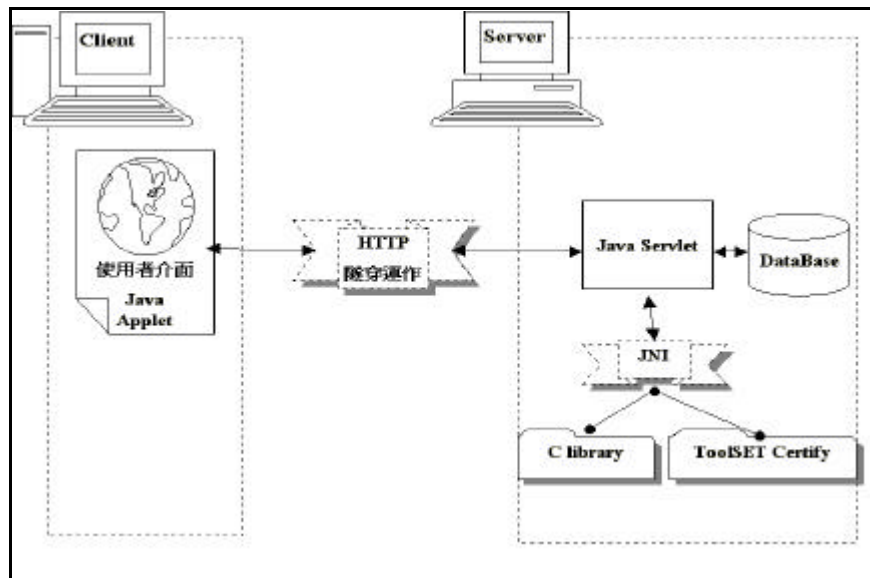 Client
Server
使用者介面
Java
Applet
HTTP
隧穿運作
Java Servlet
DataBase
JNI
C library
ToolSET Certify